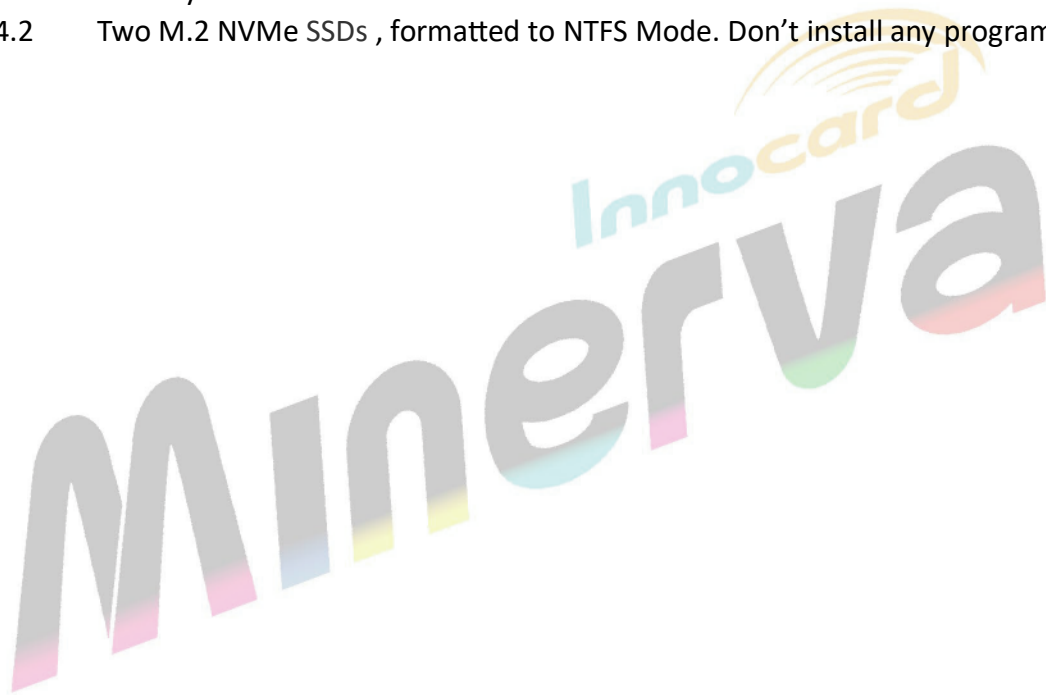 4.2 Two M.2 NVMe SSDs , formatted to NTFS Mode. Don’t install any program
Innocard
Minerva